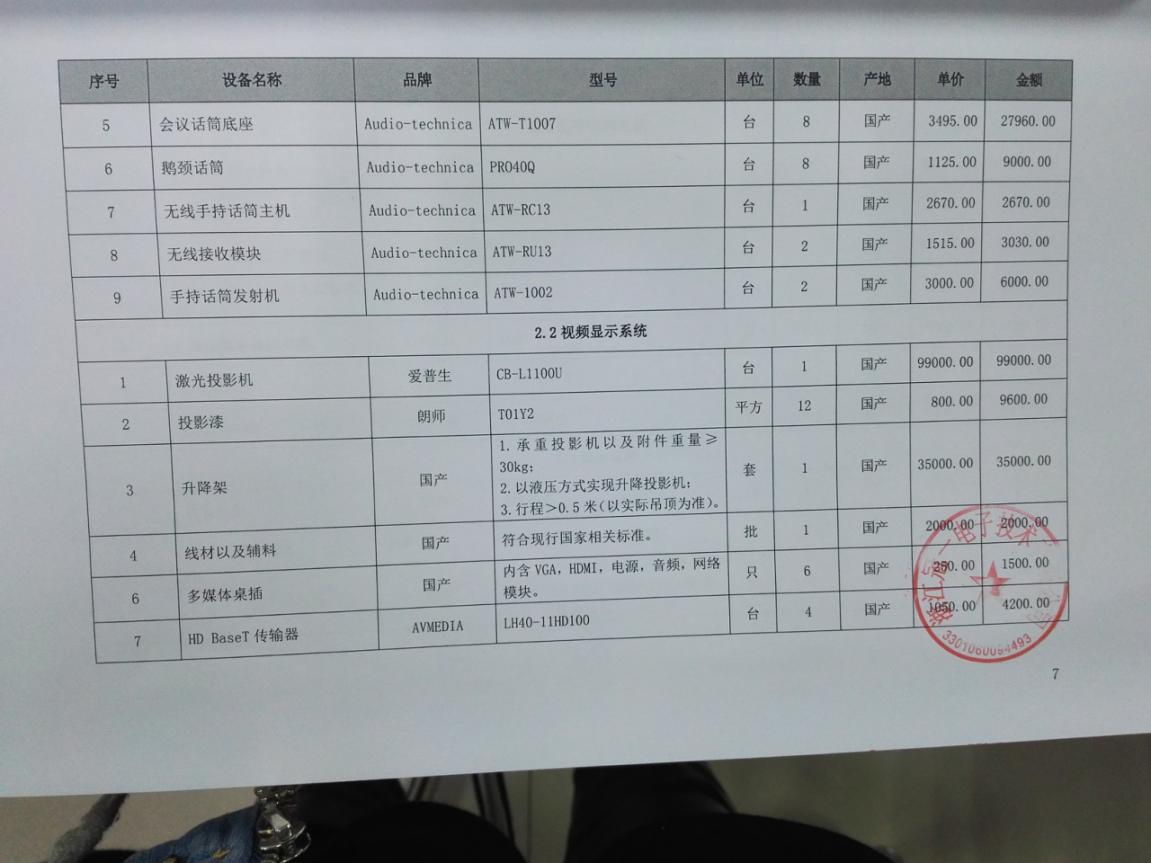 序号 设备名称 品牌 型号 单位 数量 产地 单价 金额
5 会议话筒底座 Audio-technica ATW-T1007 台 8 国产 3495.00 27960.00
6 鹅颈话筒 Audio-technica PRO40Q 台 8 国产 1125.00 9000.00
7 无线手持话筒主机 Audio-technica ATW-RC13 台 1 国产 2670.00 2670.00
8 无线接收模块 Audio-technica ATW-RU13 台 2 国产 1515.00 3030.00
9 手持话筒发射机 Audio-technica ATW-1002 台 2 国产 3000.00 6000.00
2.2 视频显示系统
1 激光投影机 爱普生 CB-L1100U 台 1 国产 99000.00 99000.00
2 投影漆 朗师 T01Y2 平方 12 国产 800.00 9600.00
3 升降架 国产 1. 承重投影机以及附件重量≥
30kg;
2. 以液压方式实现升降投影机;
3. 行程>0.5 米(以实际吊顶为准)。 套 1 国产 35000.00 35000.00
4 线材以及辅料 国产 符合现行国家相关标准。 批 1 国产 2000.00 2000.00
6 多媒体桌插 国产 内含 VGA, HDMI, 电源, 音频, 网络
模块。 只 6 国产 250.00 1500.00
7 HD BaseT 传输器 AVMEDIA LH40-11HD100 台 4 国产 1050.00 4200.00
电子技术
7